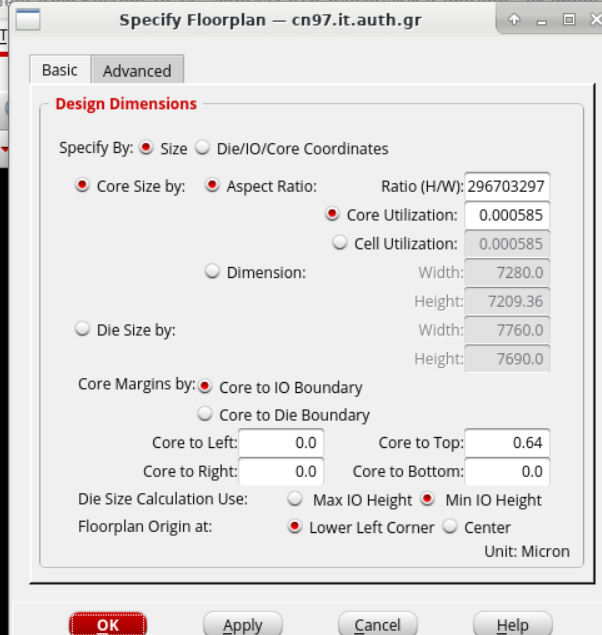 Specify Floorplan — cn97.it.auth.gr
Basic Advanced
Design Dimensions
Specify By: Size Die/IO/Core Coordinates
Core Size by: Aspect Ratio: Ratio (H/W): 296703297
Core Utilization: 0.000585
Cell Utilization: 0.000585
Dimension: Width: 7280.0
Height: 7209.36
Die Size by: Width: 7760.0
Height: 7690.0
Core Margins by: Core to IO Boundary
Core to Die Boundary
Core to Left: 0.0 Core to Top: 0.64
Core to Right: 0.0 Core to Bottom: 0.0
Die Size Calculation Use: Max IO Height Min IO Height
Floorplan Origin at: Lower Left Corner Center
Unit: Micron
OK Apply Cancel Help